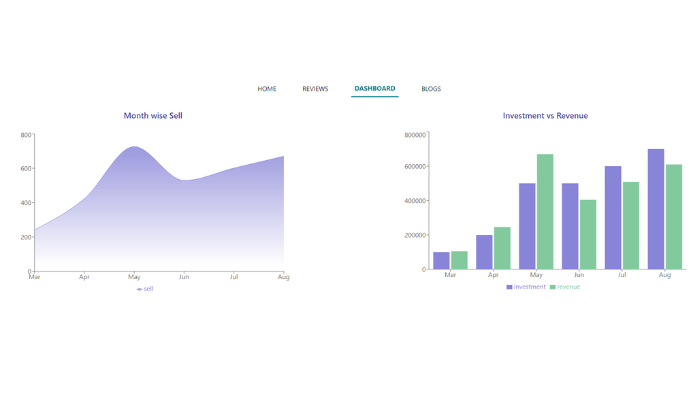 HOME REVIEWS DASHBOARD BLOGS
Month wise Sell
800
600
400
200
0
Mar Apr May Jun Jul Aug
sell
Investment vs Revenue
800000
600000
400000
200000
0
Mar Apr May Jun Jul Aug
investment revenue